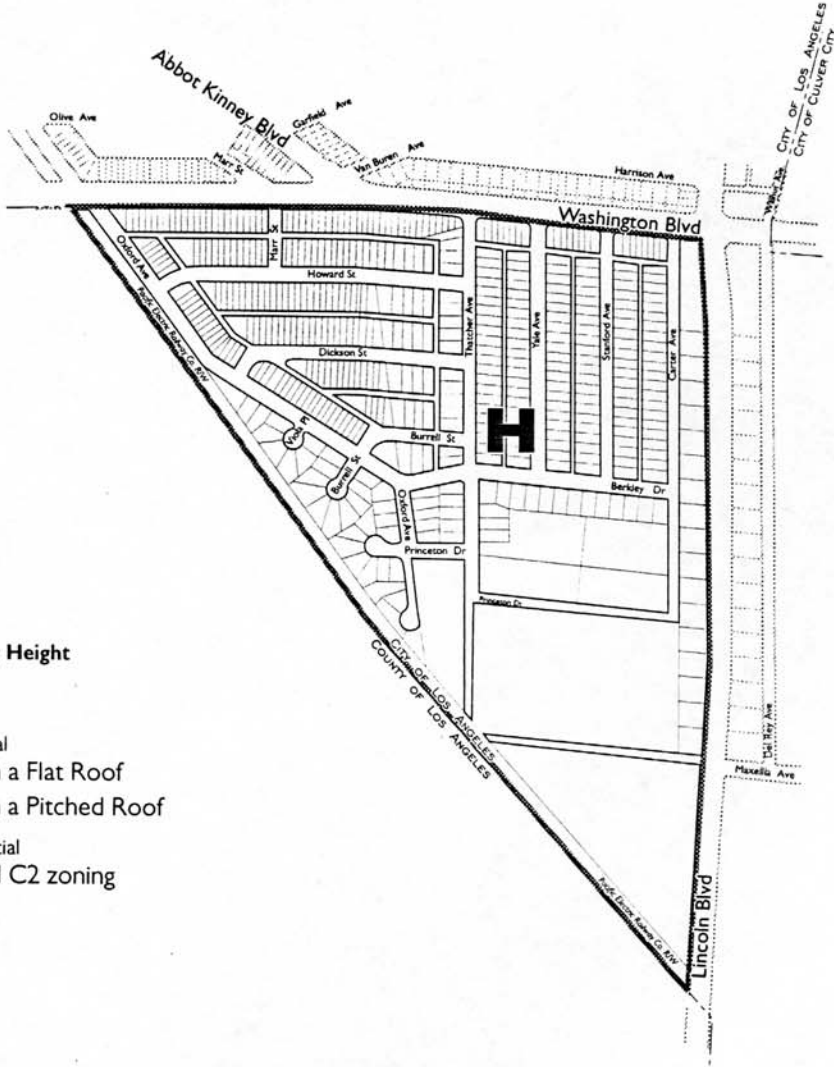 CITY OF LOS ANGELES
CITY OF CULVER CITY
Abbot Kinney Blvd
Olive Ave
Garfield Ave
Marr St
Van Buren Ave
Harrison Ave
Washington Blvd
Oxford Ave
Marr St
Howard St
Thatcher Ave
Yale Ave
Stanford Ave
Carter Ave
Pacific Electric Railway Co. R/W
Dickson St
H
Viola Pl
Burrell St
Burrell St
Berkley Dr
Oxford Ave
Princeton Dr
Princeton Dr
Height
CITY OF LOS ANGELES
COUNTY OF LOS ANGELES
al
a Flat Roof
a Pitched Roof
tial
C2 zoning
Del Rey Ave
Maxella Ave
Pacific Electric Railway Co. R/W
Lincoln Blvd